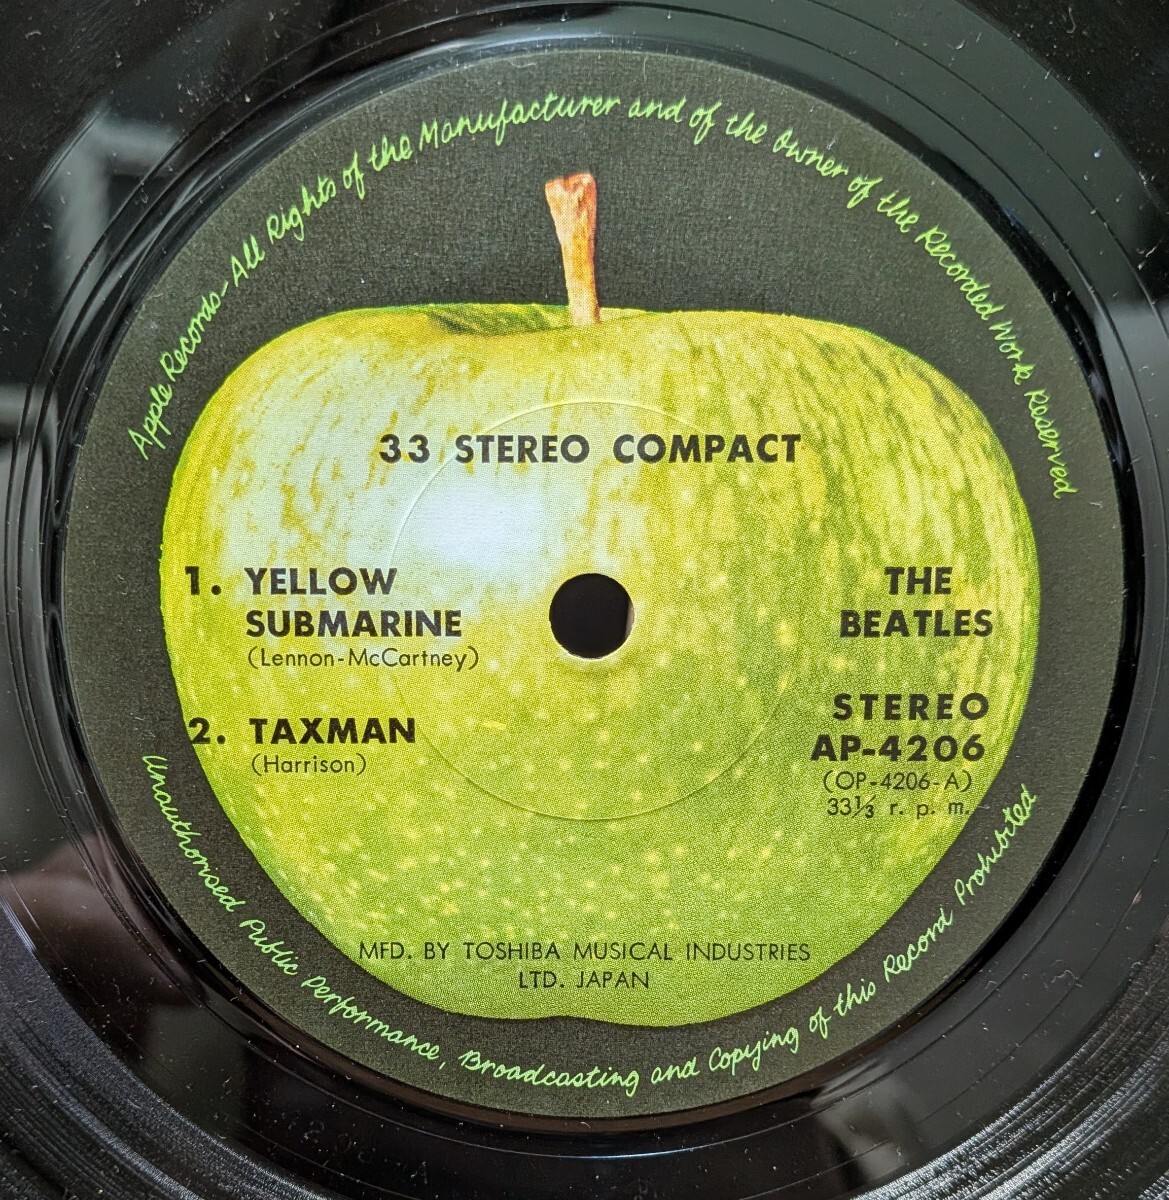 Apple Records - All Rights of the Manufacturer and of the Owner of the Recorded Work Reserved
33 STEREO COMPACT
1. YELLOW
SUBMARINE
(Lennon-McCartney)
2. TAXMAN
(Harrison)
THE
BEATLES
STEREO
AP-4206
(OP-4206-A)
33⅓ r. p. m.
MFD. BY TOSHIBA MUSICAL INDUSTRIES
LTD. JAPAN
Unauthorised Public Performance, Broadcasting and Copying of this Record Prohibited